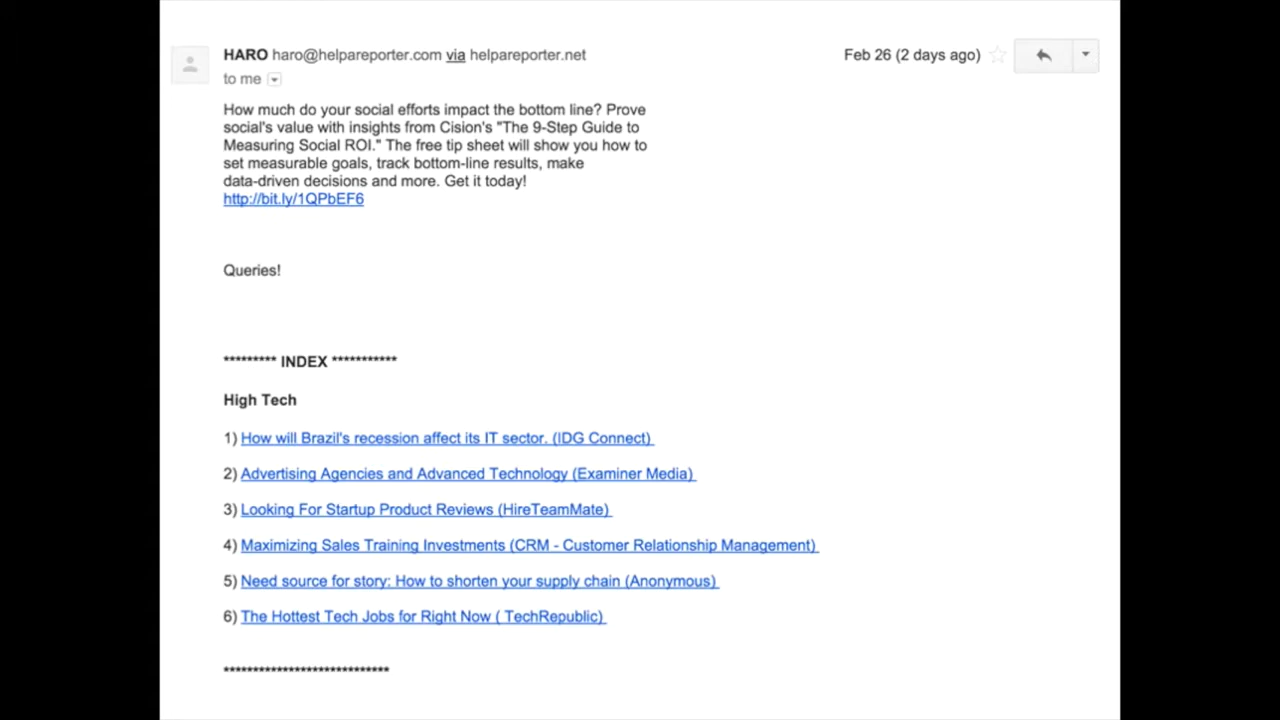 HARO haro@helpareporter.com via helpareporter.net
Feb 26 (2 days ago)
to me
How much do your social efforts impact the bottom line? Prove
social's value with insights from Cision's "The 9-Step Guide to
Measuring Social ROI." The free tip sheet will show you how to
set measurable goals, track bottom-line results, make
data-driven decisions and more. Get it today!
http://bit.ly/1QPbEF6
Queries!
********* INDEX ***********
High Tech
1) How will Brazil's recession affect its IT sector. (IDG Connect)
2) Advertising Agencies and Advanced Technology (Examiner Media)
3) Looking For Startup Product Reviews (HireTeamMate)
4) Maximizing Sales Training Investments (CRM - Customer Relationship Management)
5) Need source for story: How to shorten your supply chain (Anonymous)
6) The Hottest Tech Jobs for Right Now ( TechRepublic)
****************************